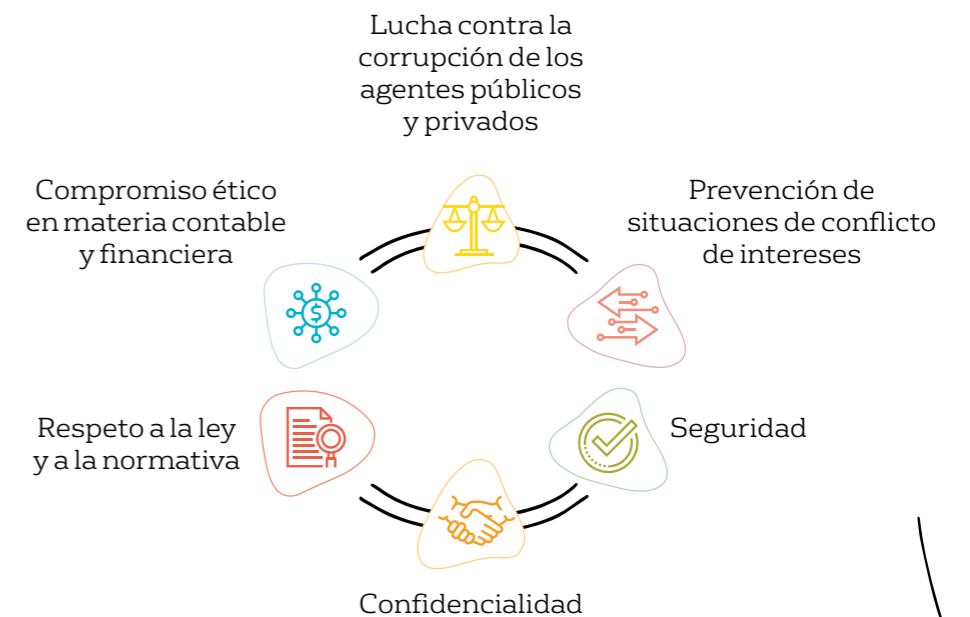 Lucha contra la
corrupción de los
agentes públicos
y privados
Compromiso ético
en materia contable
y financiera
Prevención de
situaciones de conflicto
de intereses
Respeto a la ley
y a la normativa
Seguridad
Confidencialidad